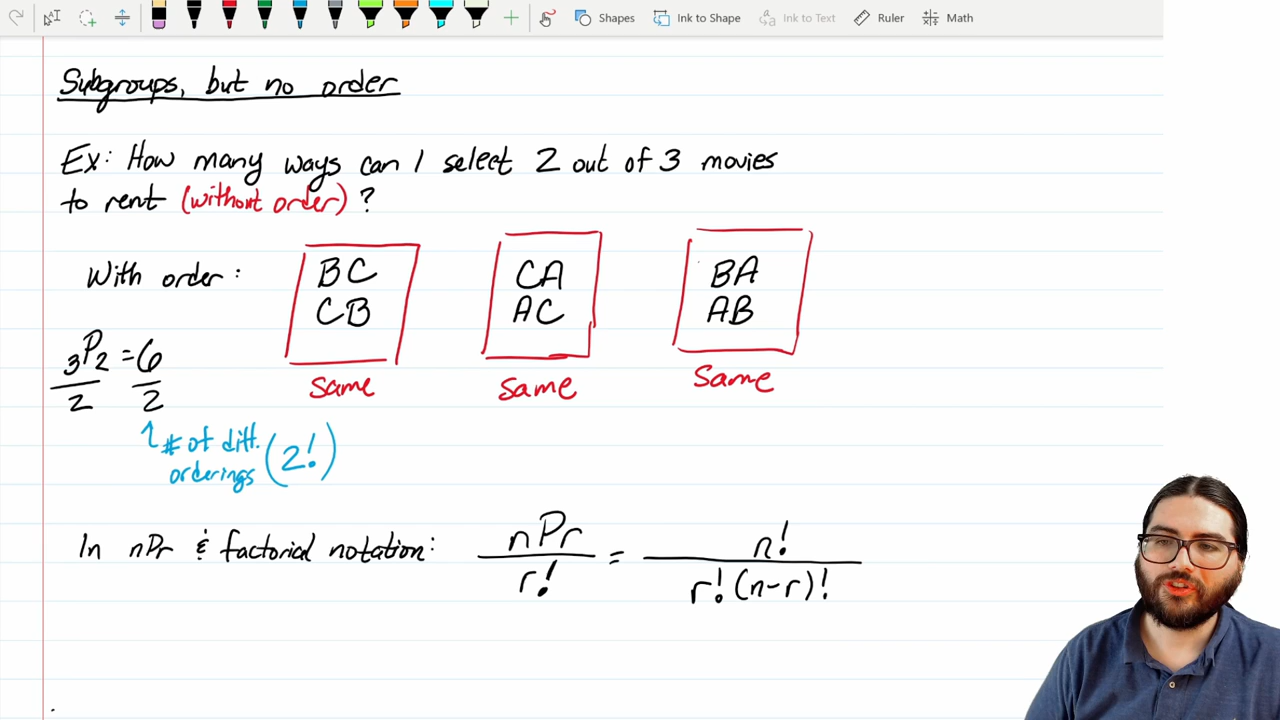 Shapes Ink to Shape Ink to Text Ruler Math
Subgroups, but no order
Ex: How many ways can I select 2 out of 3 movies
to rent (without order)?
With order: BC CA BA
CB AC AB
same same same
3P2 = 6
2 2
# of diff.
orderings (2!)
In nPr & factorial notation: nPr = n!
r! r!(n-r)!